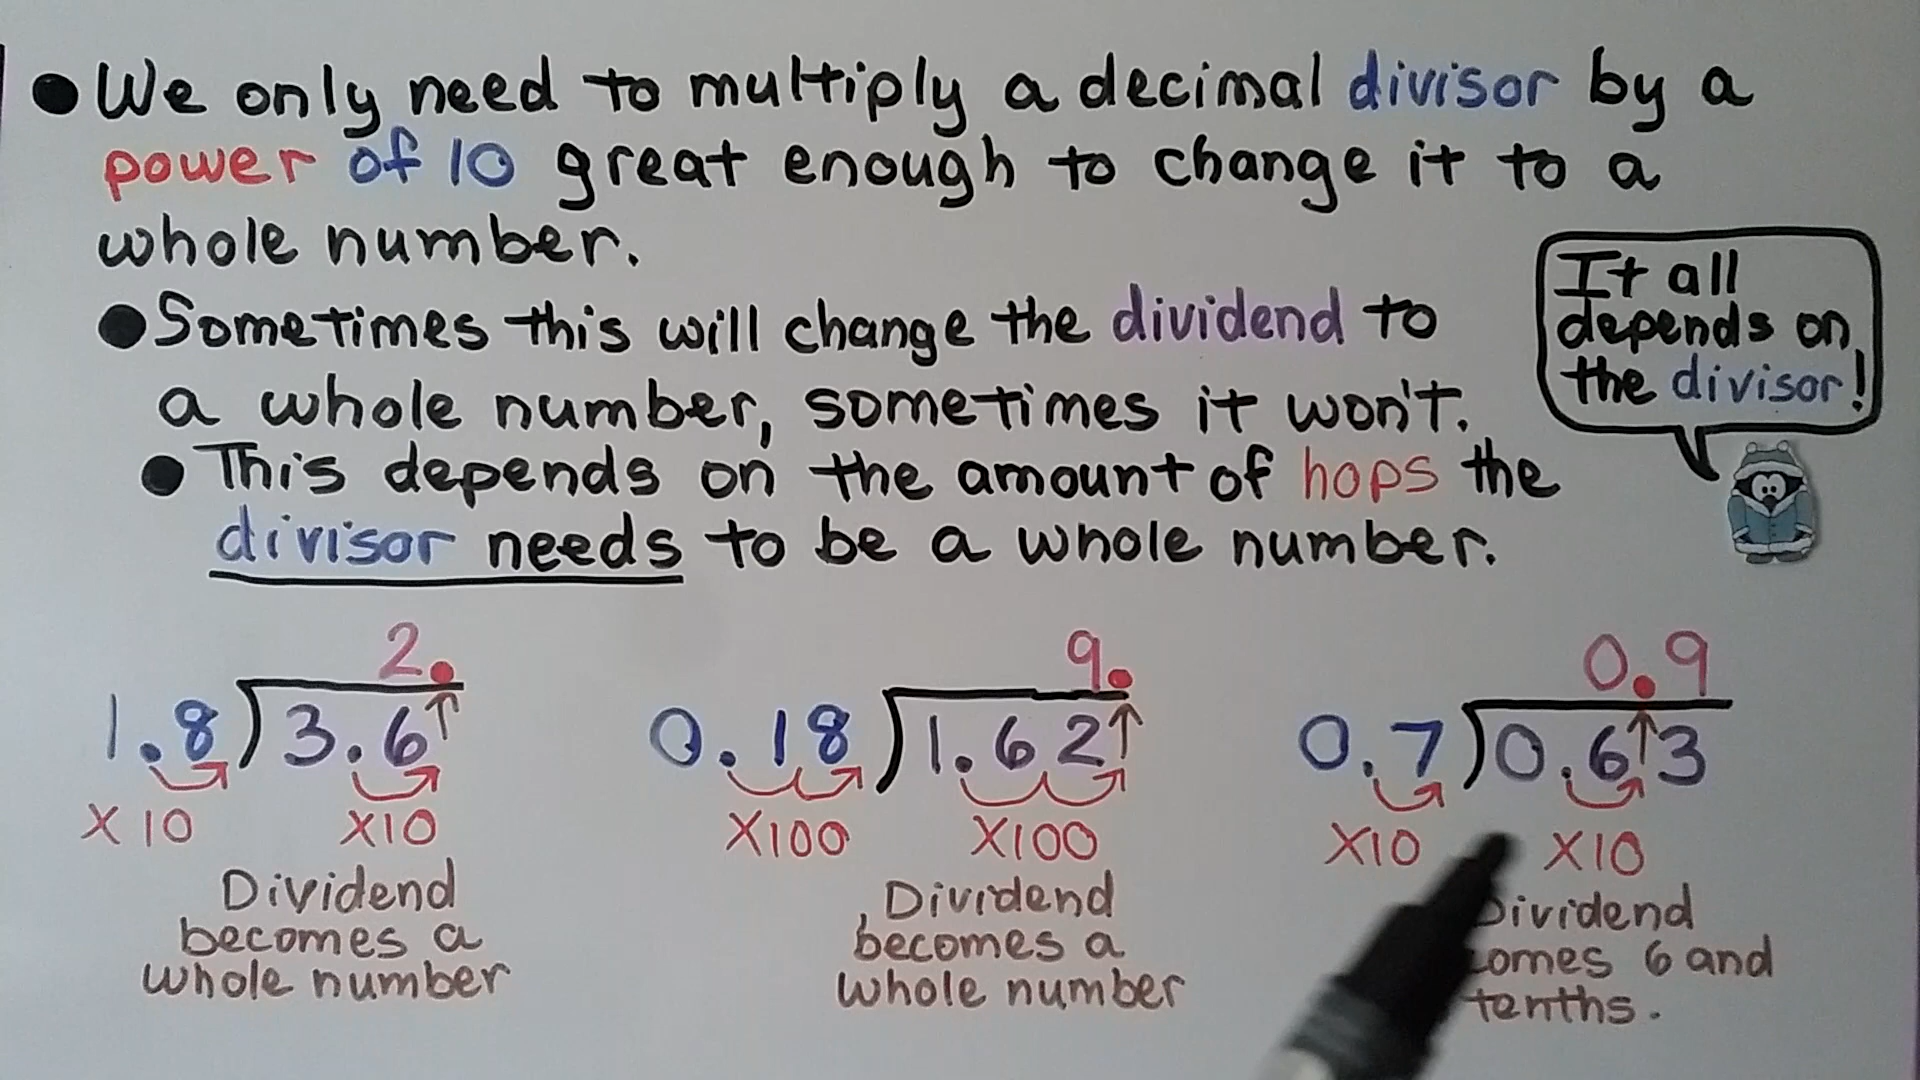 We only need to multiply a decimal divisor by a
power of 10 great enough to change it to a
whole number.
Sometimes this will change the dividend to
a whole number, sometimes it won't.
This depends on the amount of hops the
divisor needs to be a whole number.
It all
depends on
the divisor!
2.
1.8)3.6
X10 X10
Dividend
becomes a
whole number
9.
0.18)1.62
X100 X100
Dividend
becomes a
whole number
0.9
0.7)0.63
X10 X10
Dividend
comes 6 and
tenths.